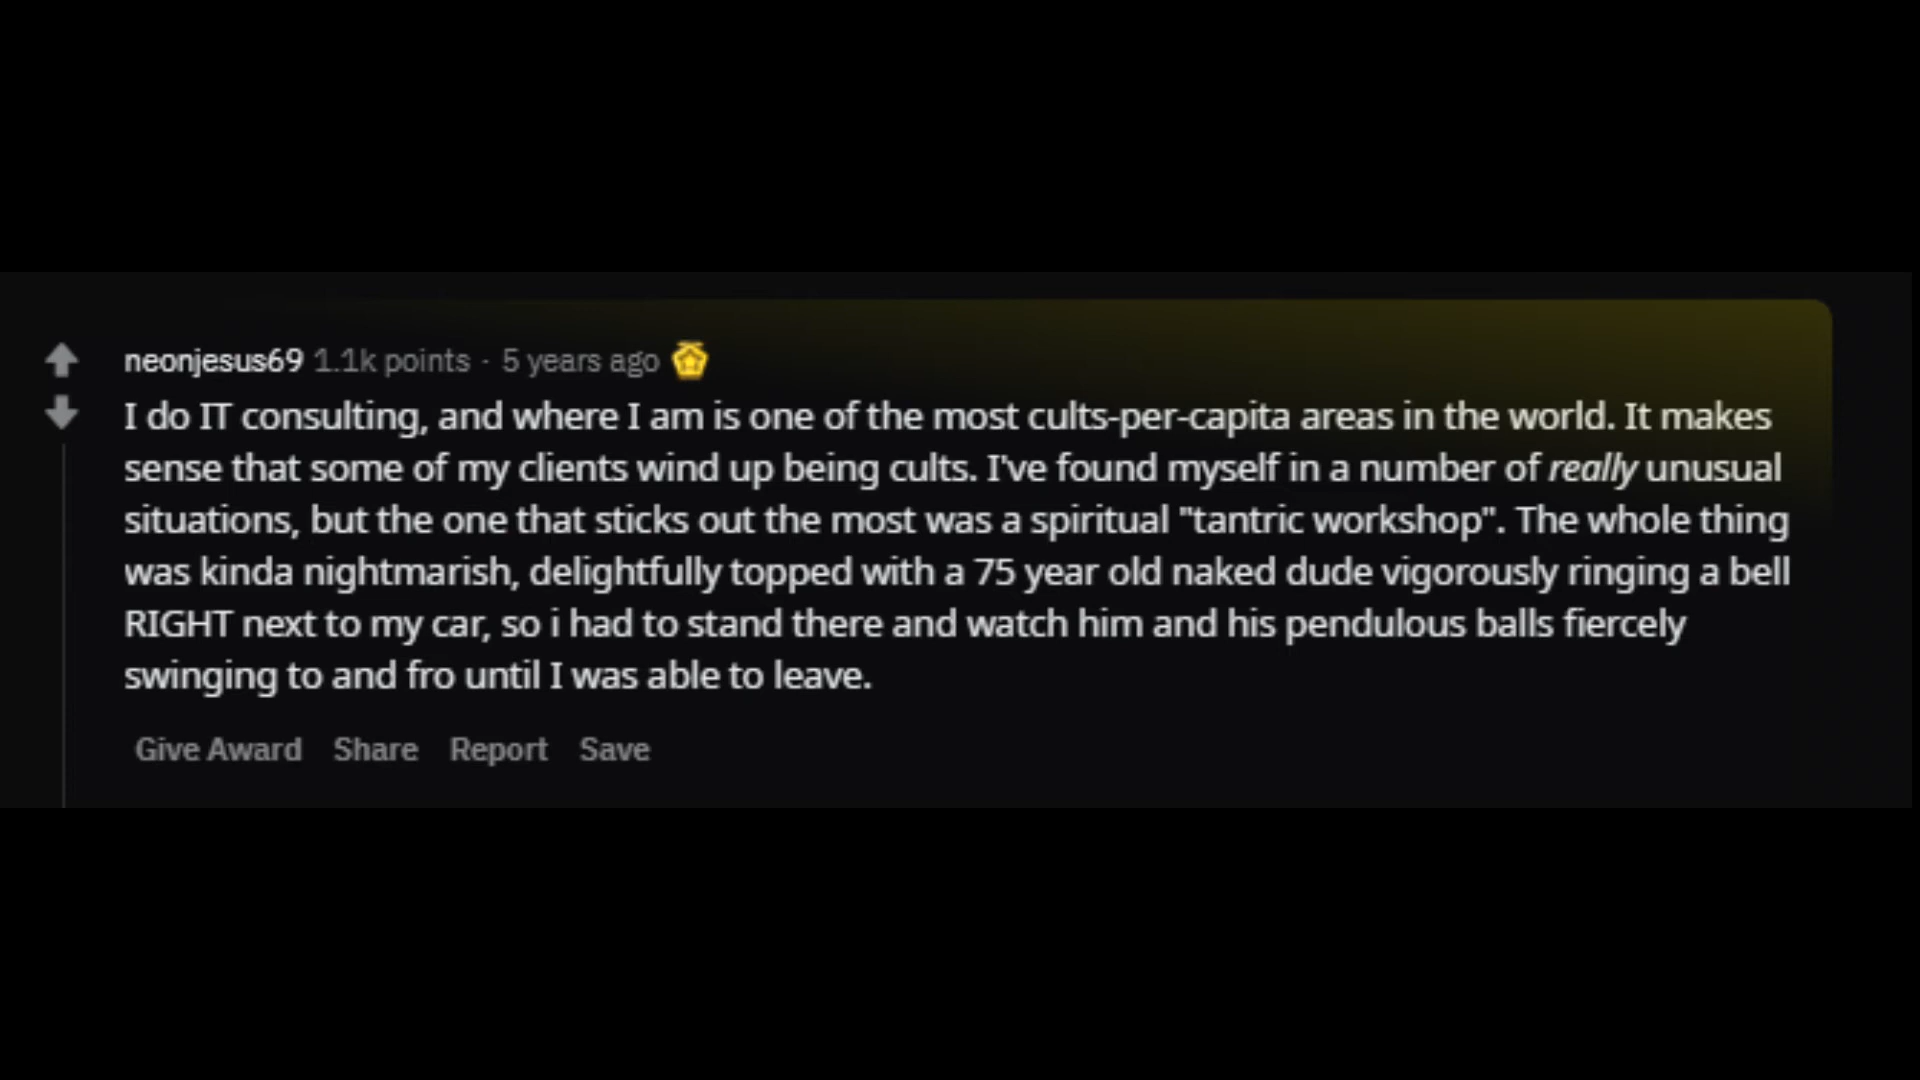 neonjesus69 1.1k points · 5 years ago
I do IT consulting, and where I am is one of the most cults-per-capita areas in the world. It makes
sense that some of my clients wind up being cults. I've found myself in a number of really unusual
situations, but the one that sticks out the most was a spiritual "tantric workshop". The whole thing
was kinda nightmarish, delightfully topped with a 75 year old naked dude vigorously ringing a bell
RIGHT next to my car, so i had to stand there and watch him and his pendulous balls fiercely
swinging to and fro until I was able to leave.
Give Award Share Report Save